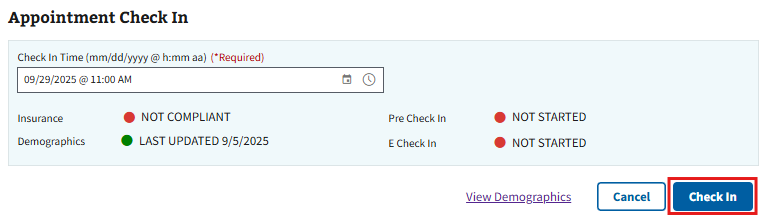 Appointment Check In
Check In Time (mm/dd/yyyy @ h:mm aa) (*Required)
09/29/2025 @ 11:00 AM
Insurance NOT COMPLIANT
Pre Check In NOT STARTED
Demographics LAST UPDATED 9/5/2025
E Check In NOT STARTED
View Demographics Cancel Check In